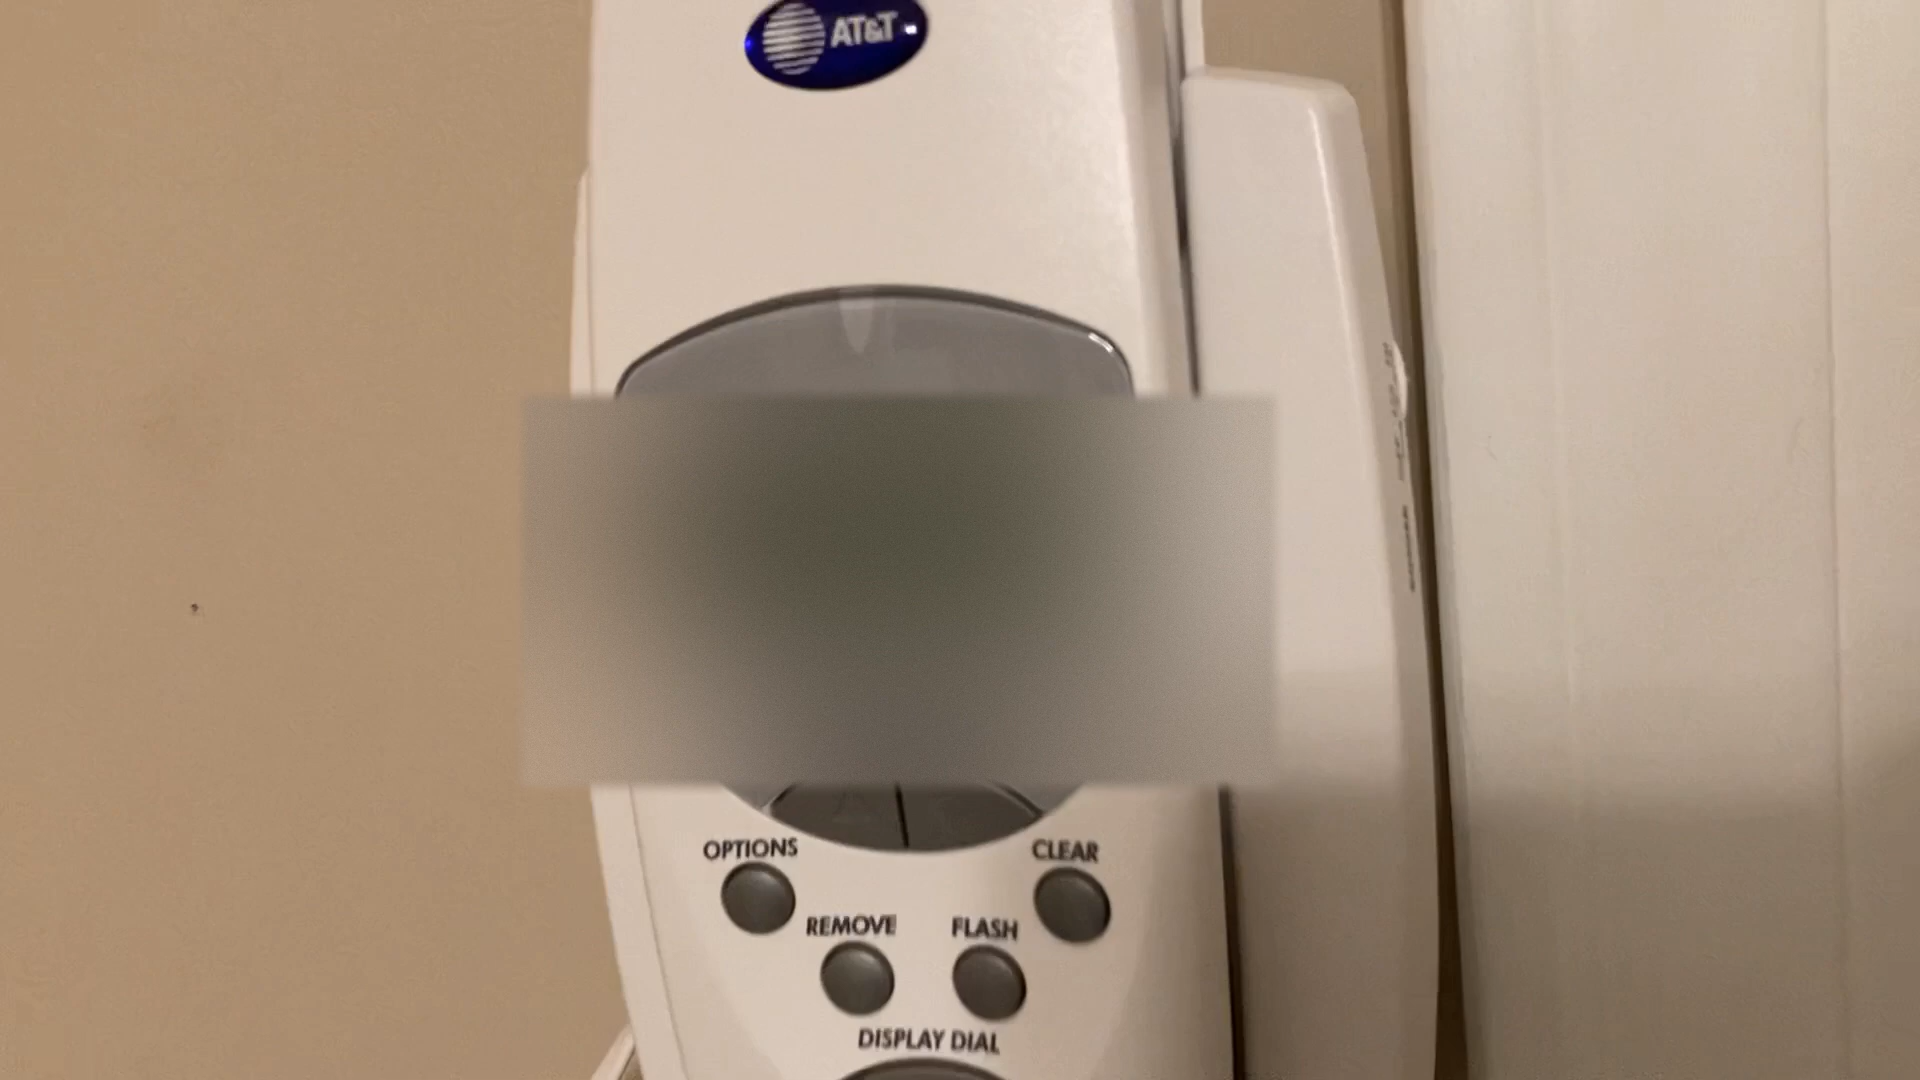 AT&T
OPTIONS
CLEAR
REMOVE
FLASH
DISPLAY DIAL